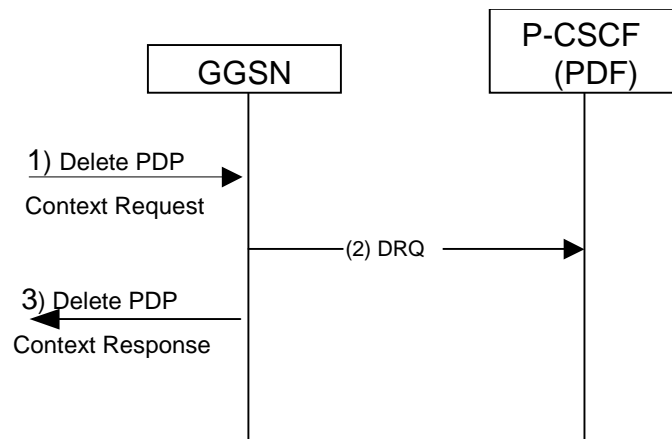 P-CSCF
(PDF)
GGSN
1) Delete PDP
Context Request
(2) DRQ
3) Delete PDP
Context Response